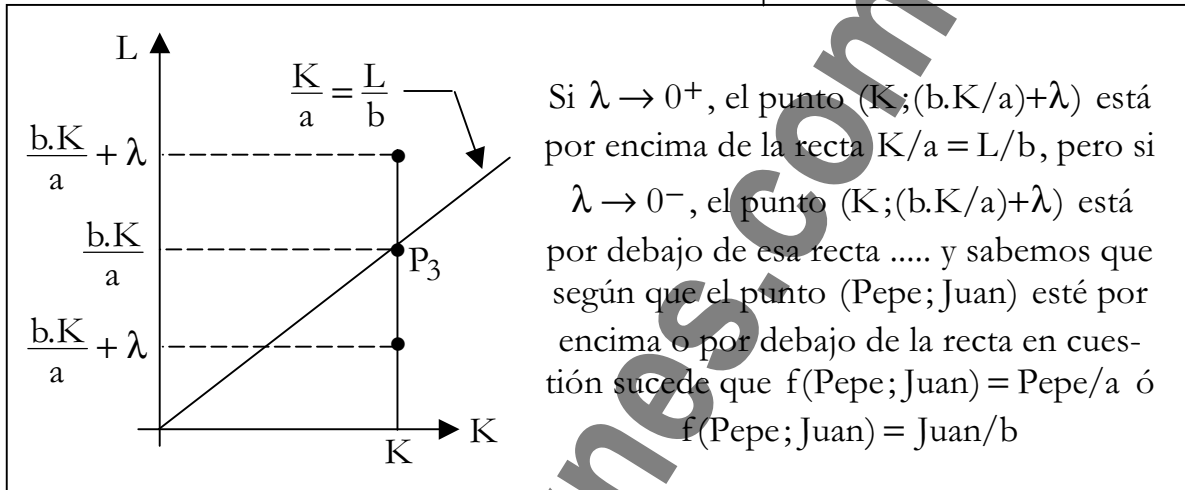 L
K/a = L/b
b.K/a + λ
b.K/a
b.K/a + λ
P₃
K
K
Si λ → 0⁺, el punto (K;(b.K/a)+λ) está
por encima de la recta K/a = L/b, pero si
λ → 0⁻, el punto (K;(b.K/a)+λ) está
por debajo de esa recta ..... y sabemos que
según que el punto (Pepe; Juan) esté por
encima o por debajo de la recta en cues-
tión sucede que f(Pepe; Juan) = Pepe/a ó
f(Pepe; Juan) = Juan/b
nes.com